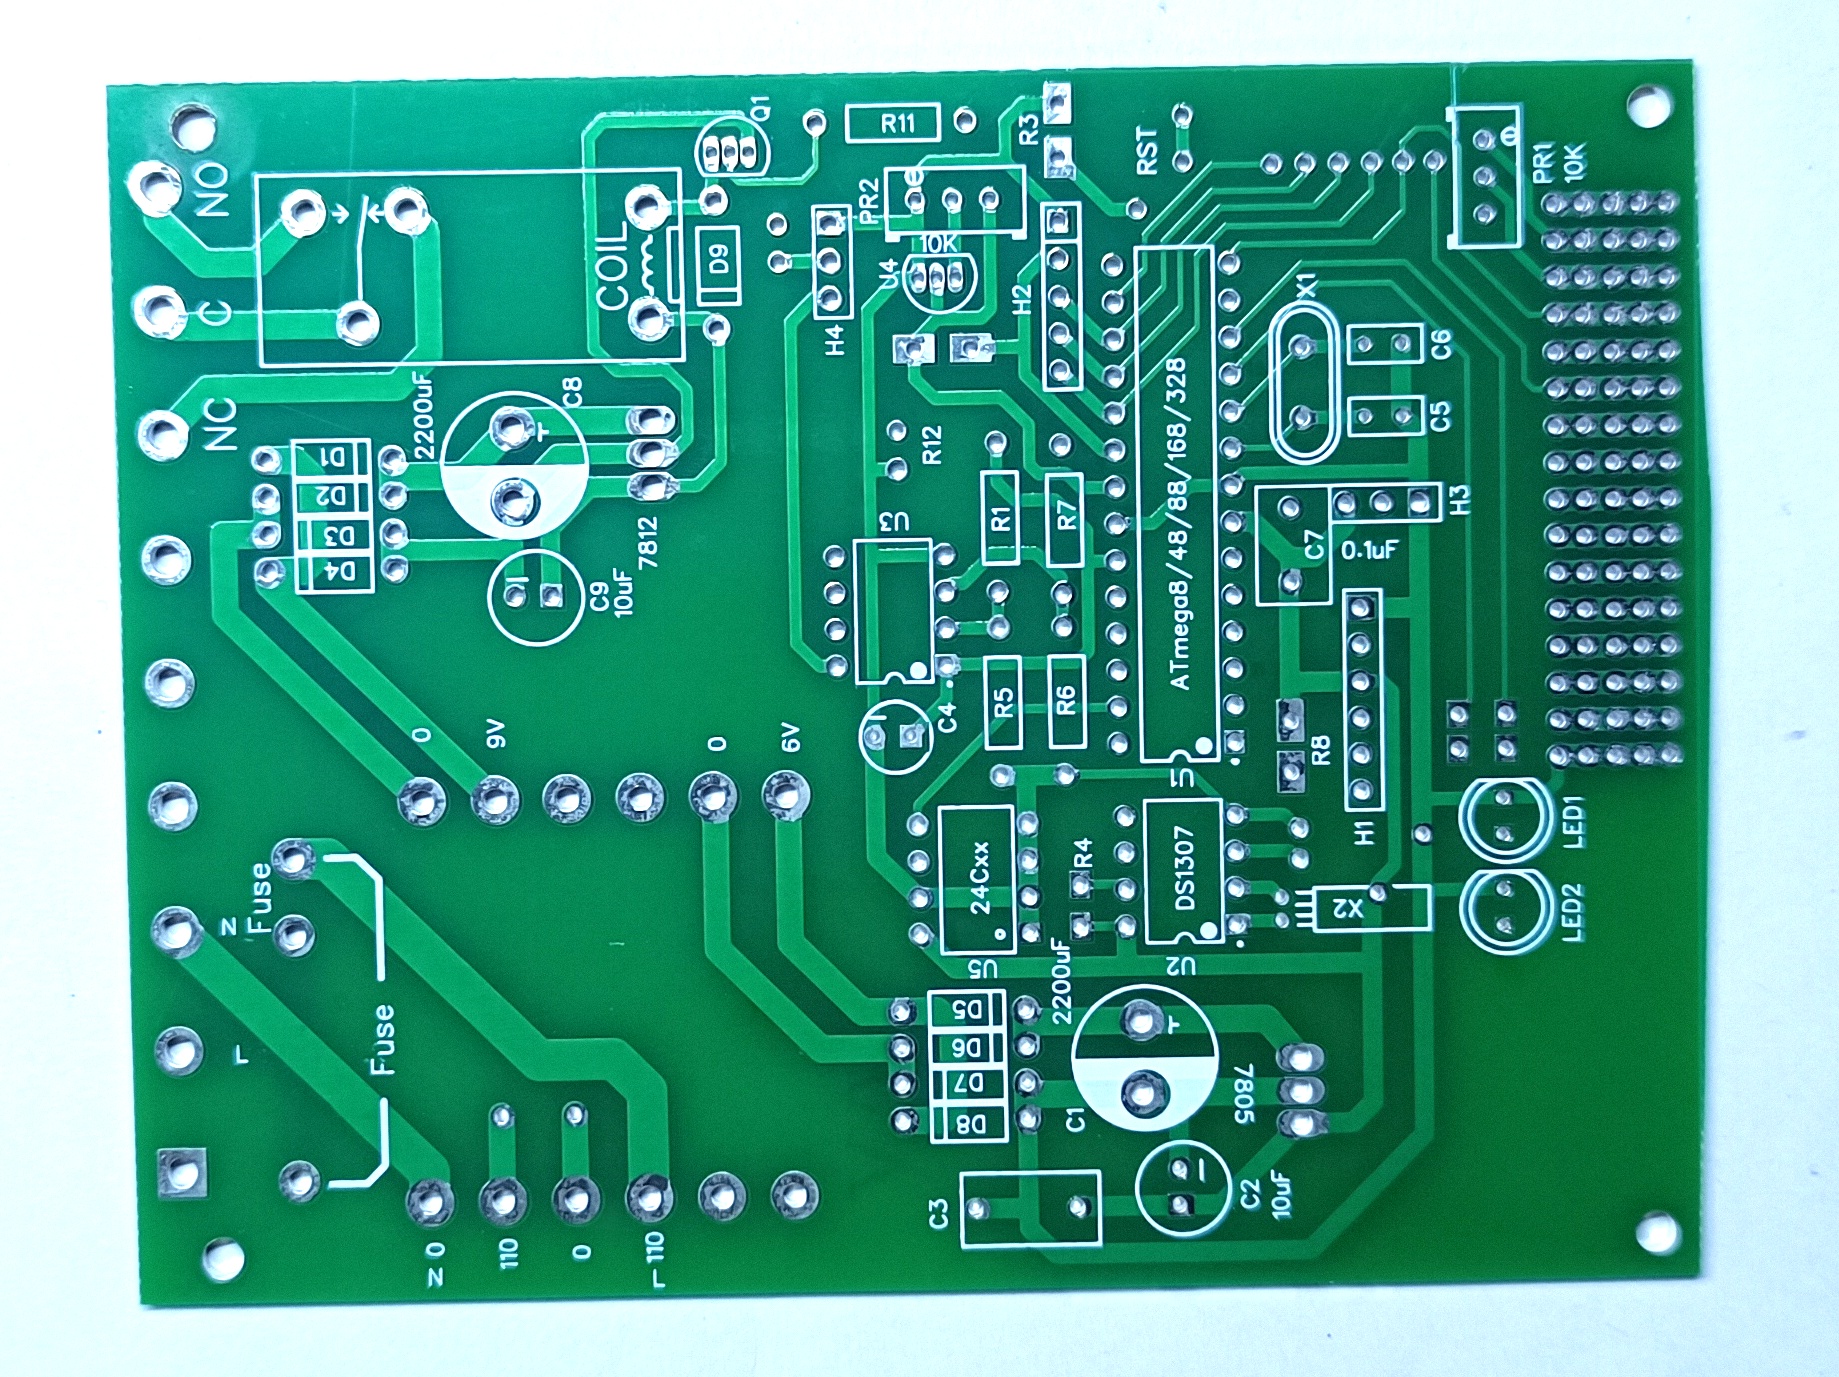 NO
C
NC
COIL
Q1
D9
R11
R3
RST
PR1
10K
PR2
10K
U4
H4
H2
X1
C6
C5
2200uF
C8
D1
D2
D3
D4
7812
C9
10uF
R12
U3
R1
R7
ATmega8/48/88/168/328
H3
C7
0.1uF
C4
R5
R6
U1
R8
H1
0
9V
0
6V
N
Fuse
L
Fuse
24Cxx
U5
R4
DS1307
U2
X2
LED1
LED2
D5
D6
D7
D8
2200uF
C1
7805
C3
C2
10uF
N 0
110
0
L 110